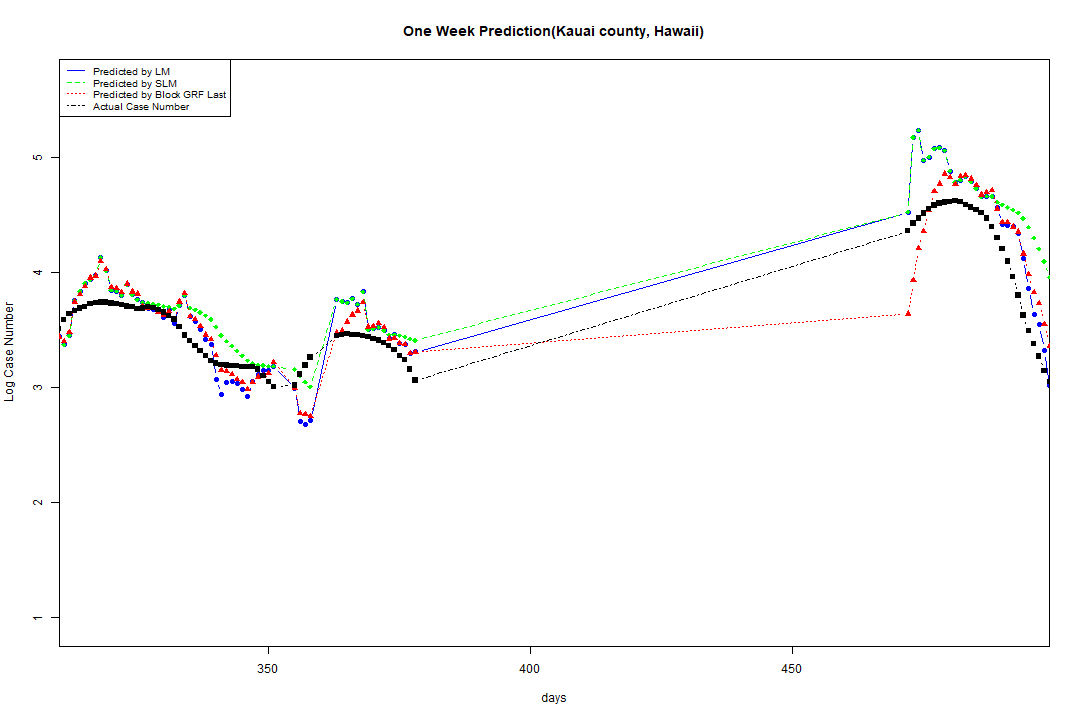 One Week Prediction(Kauai county, Hawaii)
Predicted by LM
Predicted by SLM
Predicted by Block GRF Last
Actual Case Number
5
4
3
2
1
Log Case Number
350
400
450
days